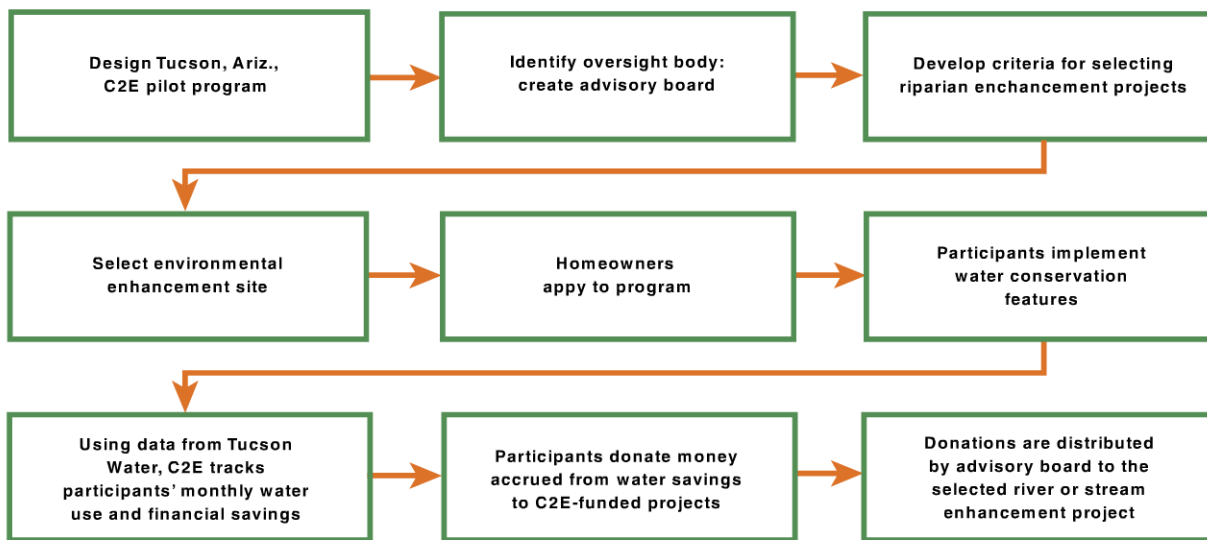 Design Tucson, Ariz.,
C2E pilot program
Identify oversight body:
create advisory board
Develop criteria for selecting
riparian enchancement projects
Select environmental
enhancement site
Homeowners
appy to program
Participants implement
water conservation
features
Using data from Tucson
Water, C2E tracks
participants’ monthly water
use and financial savings
Participants donate money
accrued from water savings
to C2E-funded projects
Donations are distributed
by advisory board to the
selected river or stream
enhancement project